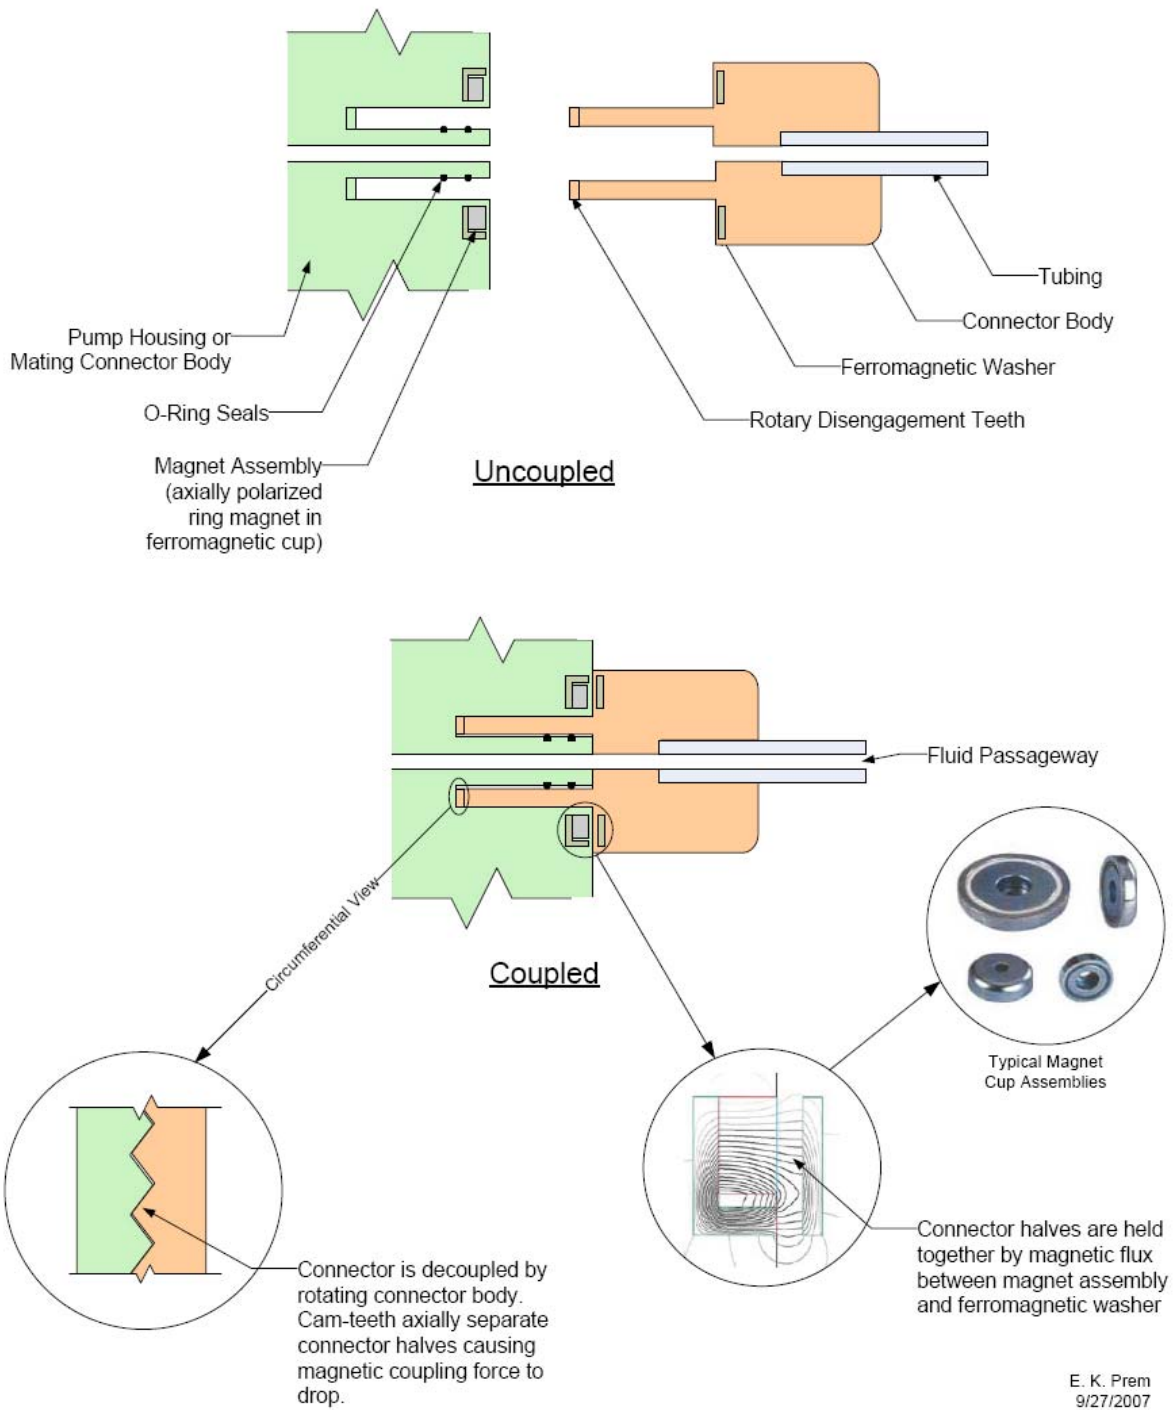 Tubing
Connector Body
Pump Housing or
Mating Connector Body
Ferromagnetic Washer
O-Ring Seals
Rotary Disengagement Teeth
Magnet Assembly
(axially polarized
ring magnet in
ferromagnetic cup)
Uncoupled
Fluid Passageway
Circumferential View
Coupled
Typical Magnet
Cup Assemblies
Connector halves are held
together by magnetic flux
between magnet assembly
and ferromagnetic washer
Connector is decoupled by
rotating connector body.
Cam-teeth axially separate
connector halves causing
magnetic coupling force to
drop.
E. K. Prem
9/27/2007